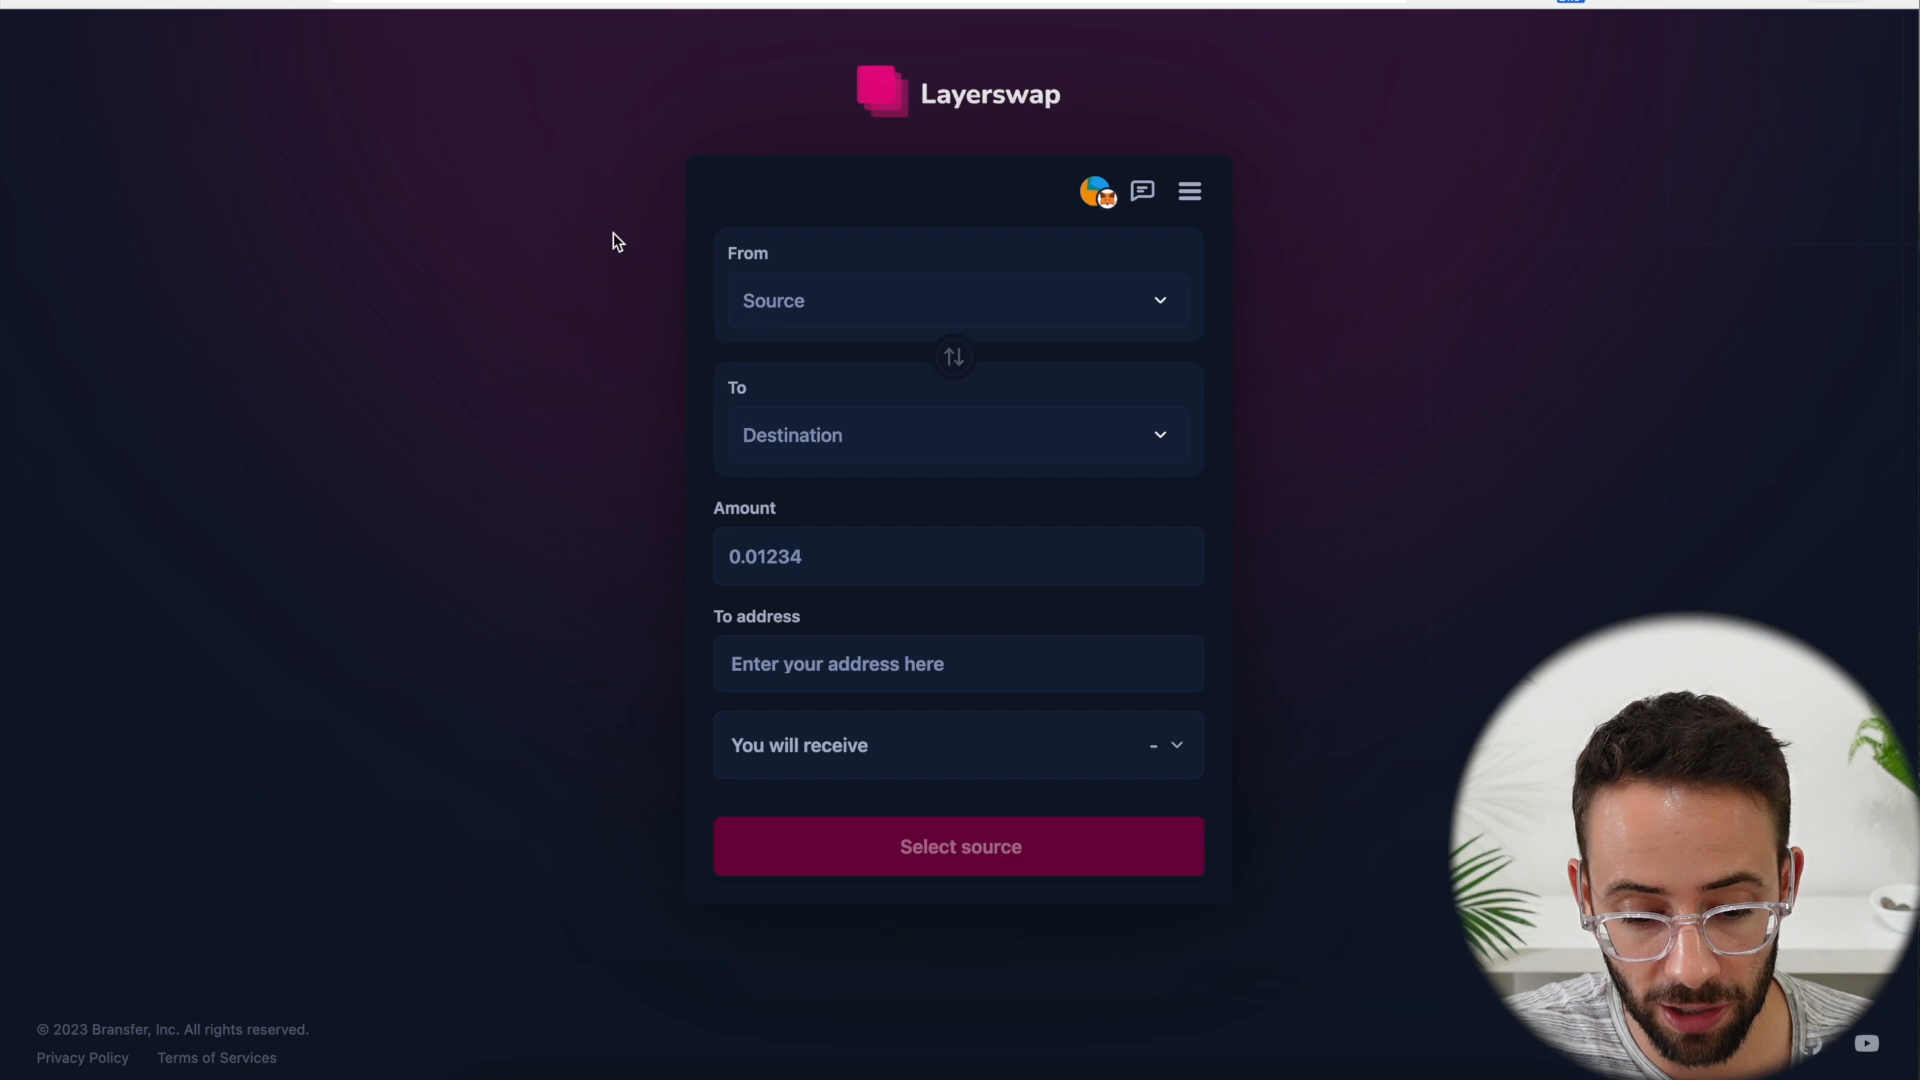 Layerswap
From
Source
To
Destination
Amount
0.01234
To address
Enter your address here
You will receive -
Select source
© 2023 Bransfer, Inc. All rights reserved.
Privacy Policy Terms of Services